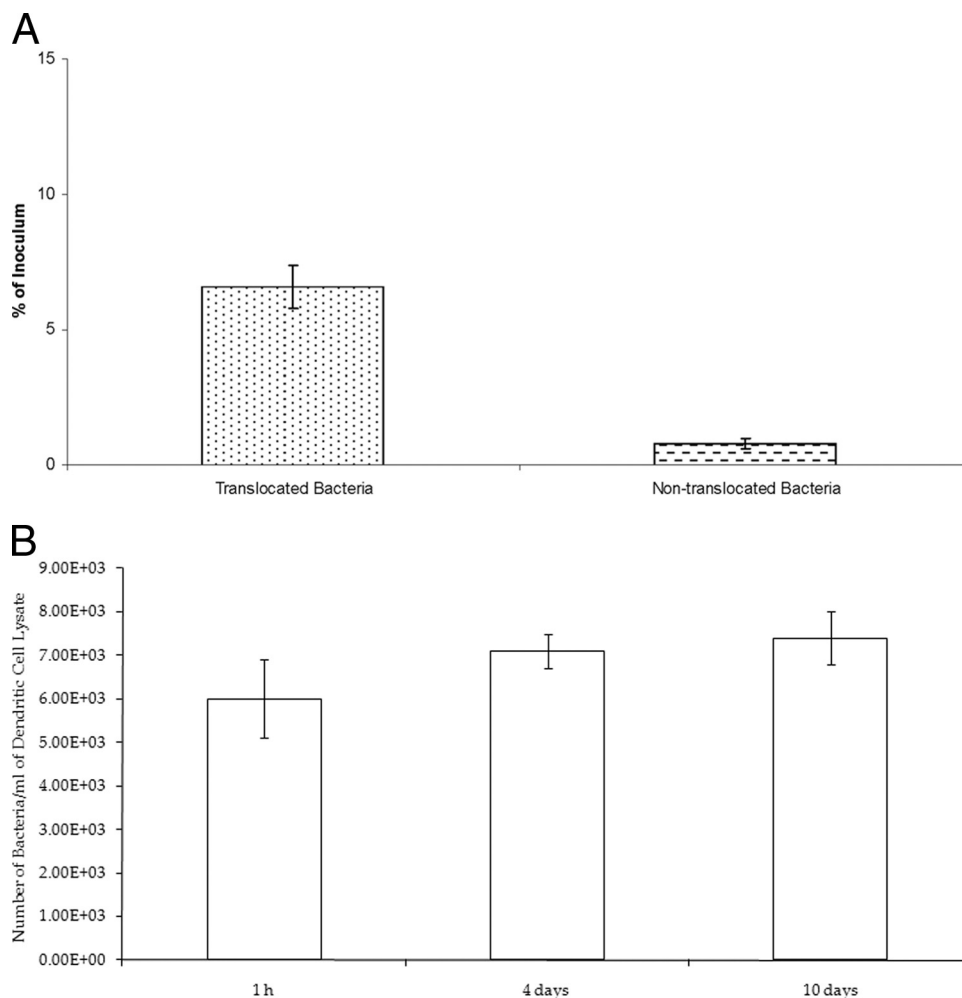 A
15
10
5
0
% of Inoculum
Translocated Bacteria
Non-translocated Bacteria
B
9.00E+03
8.00E+03
7.00E+03
6.00E+03
5.00E+03
4.00E+03
3.00E+03
2.00E+03
1.00E+03
0.00E+00
Number of Bacteria/ml of Dendritic Cell Lysate
1 h
4 days
10 days